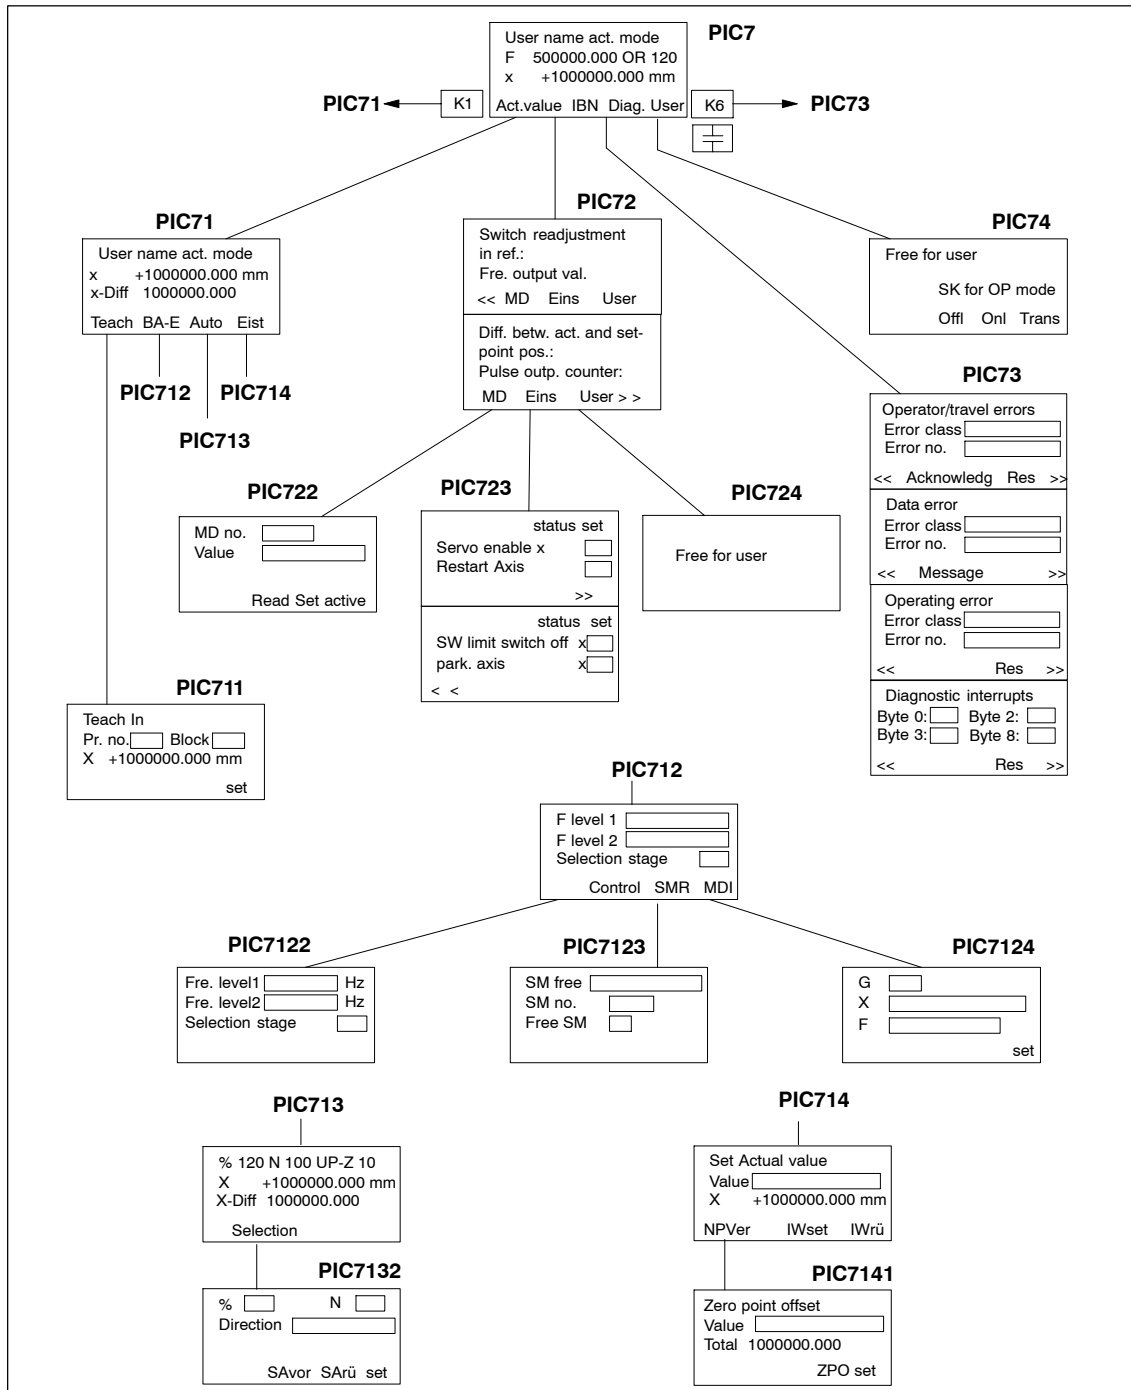 PIC7
User name act. mode
F 500000.000 OR 120
x +1000000.000 mm
Act.value IBN Diag. User
PIC71
K1
K6
PIC73
PIC71
User name act. mode
x +1000000.000 mm
x-Diff 1000000.000
Teach BA-E Auto Eist
PIC712
PIC714
PIC713
PIC72
Switch readjustment
in ref.:
Fre. output val.
<< MD Eins User
Diff. betw. act. and set-
point pos.:
Pulse outp. counter:
MD Eins User > >
PIC74
Free for user
SK for OP mode
Offl Onl Trans
PIC73
Operator/travel errors
Error class
Error no.
<< Acknowledg Res >>
Data error
Error class
Error no.
<< Message >>
Operating error
Error class
Error no.
<< Res >>
Diagnostic interrupts
Byte 0: Byte 2:
Byte 3: Byte 8:
<< Res >>
PIC722
MD no.
Value
Read Set active
PIC723
status set
Servo enable x
Restart Axis
>>
status set
SW limit switch off x
park. axis x
< <
PIC724
Free for user
PIC711
Teach In
Pr. no. Block
X +1000000.000 mm
set
PIC712
F level 1
F level 2
Selection stage
Control SMR MDI
PIC7122
Fre. level1 Hz
Fre. level2 Hz
Selection stage
PIC7123
SM free
SM no.
Free SM
PIC7124
G
X
F
set
PIC713
% 120 N 100 UP-Z 10
X +1000000.000 mm
X-Diff 1000000.000
Selection
PIC7132
% N
Direction
SAvor SArü set
PIC714
Set Actual value
Value
X +1000000.000 mm
NPVer IWset IWrü
PIC7141
Zero point offset
Value
Total 1000000.000
ZPO set